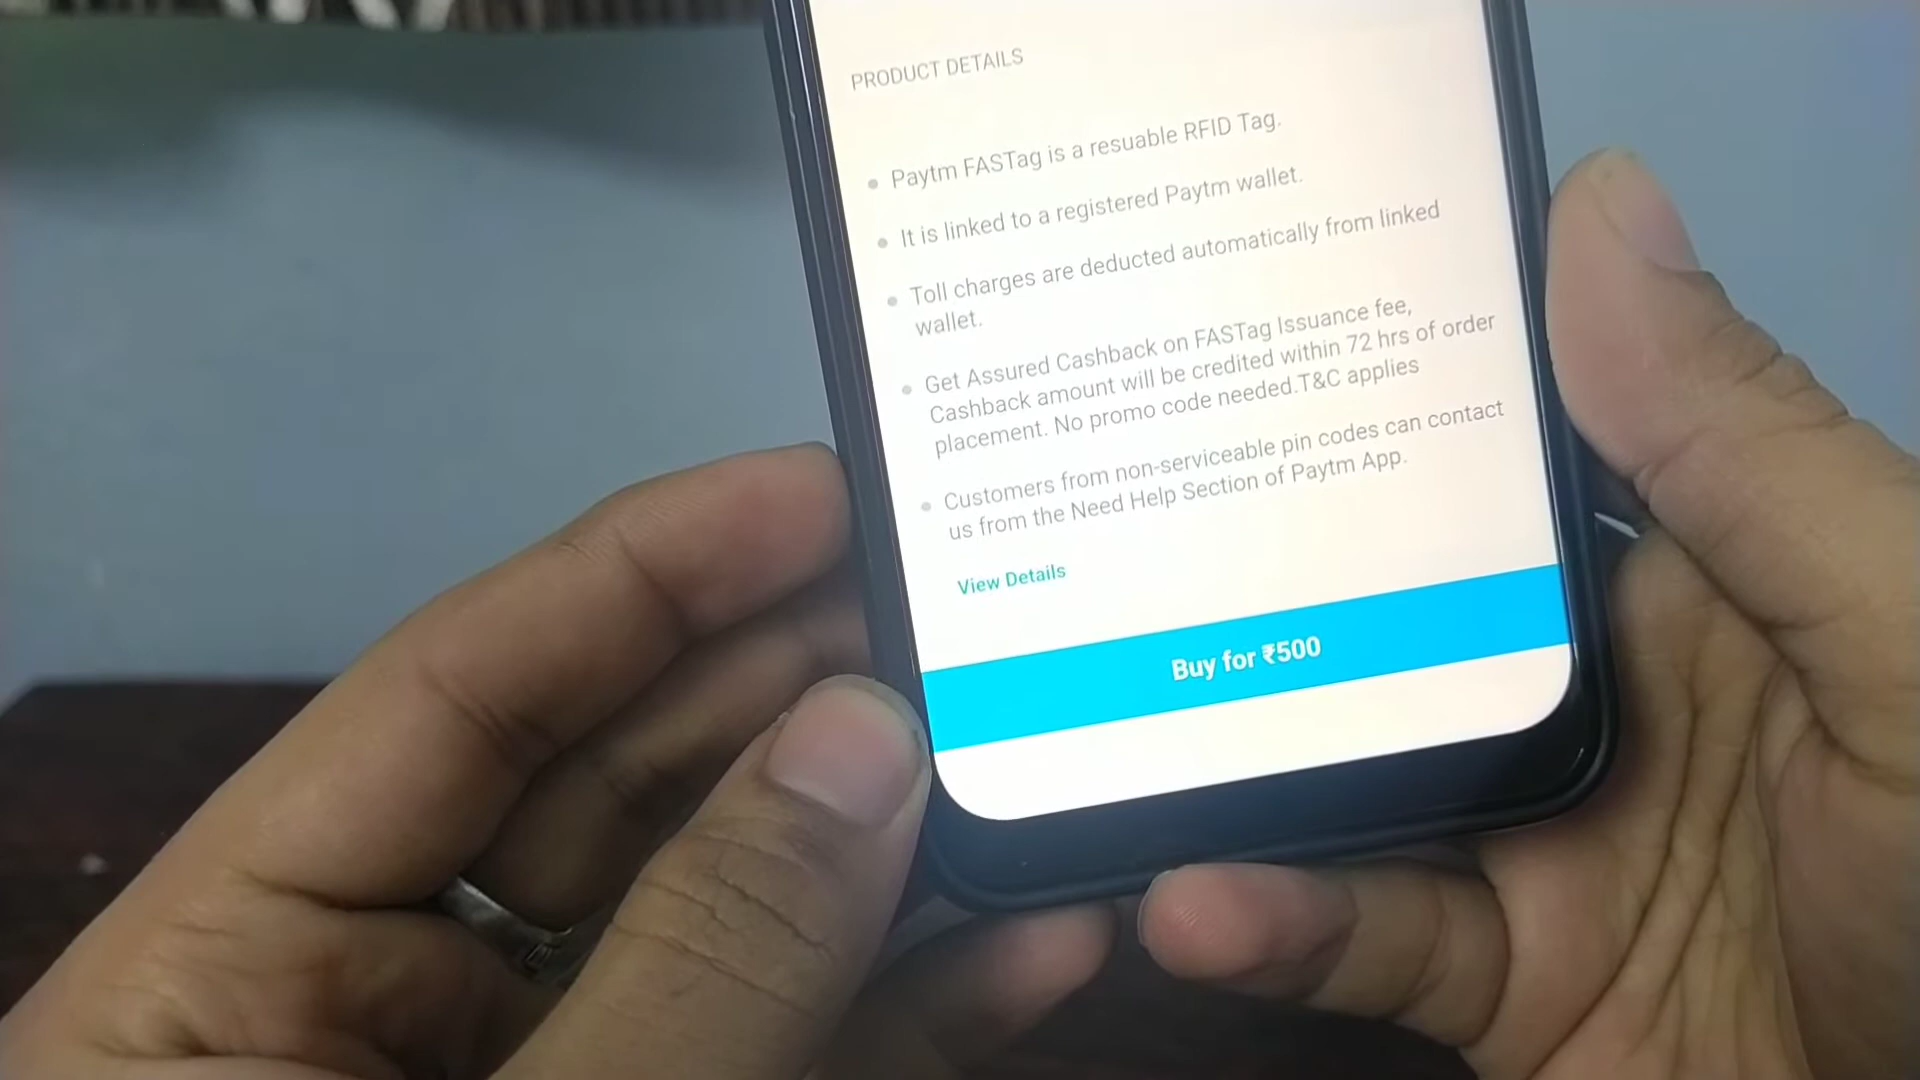 PRODUCT DETAILS
Paytm FASTag is a resuable RFID Tag.
It is linked to a registered Paytm wallet.
Toll charges are deducted automatically from linked
wallet.
Get Assured Cashback on FASTag Issuance fee,
Cashback amount will be credited within 72 hrs of order
placement. No promo code needed.T&C applies
Customers from non-serviceable pin codes can contact
us from the Need Help Section of Paytm App.
View Details
Buy for ₹500